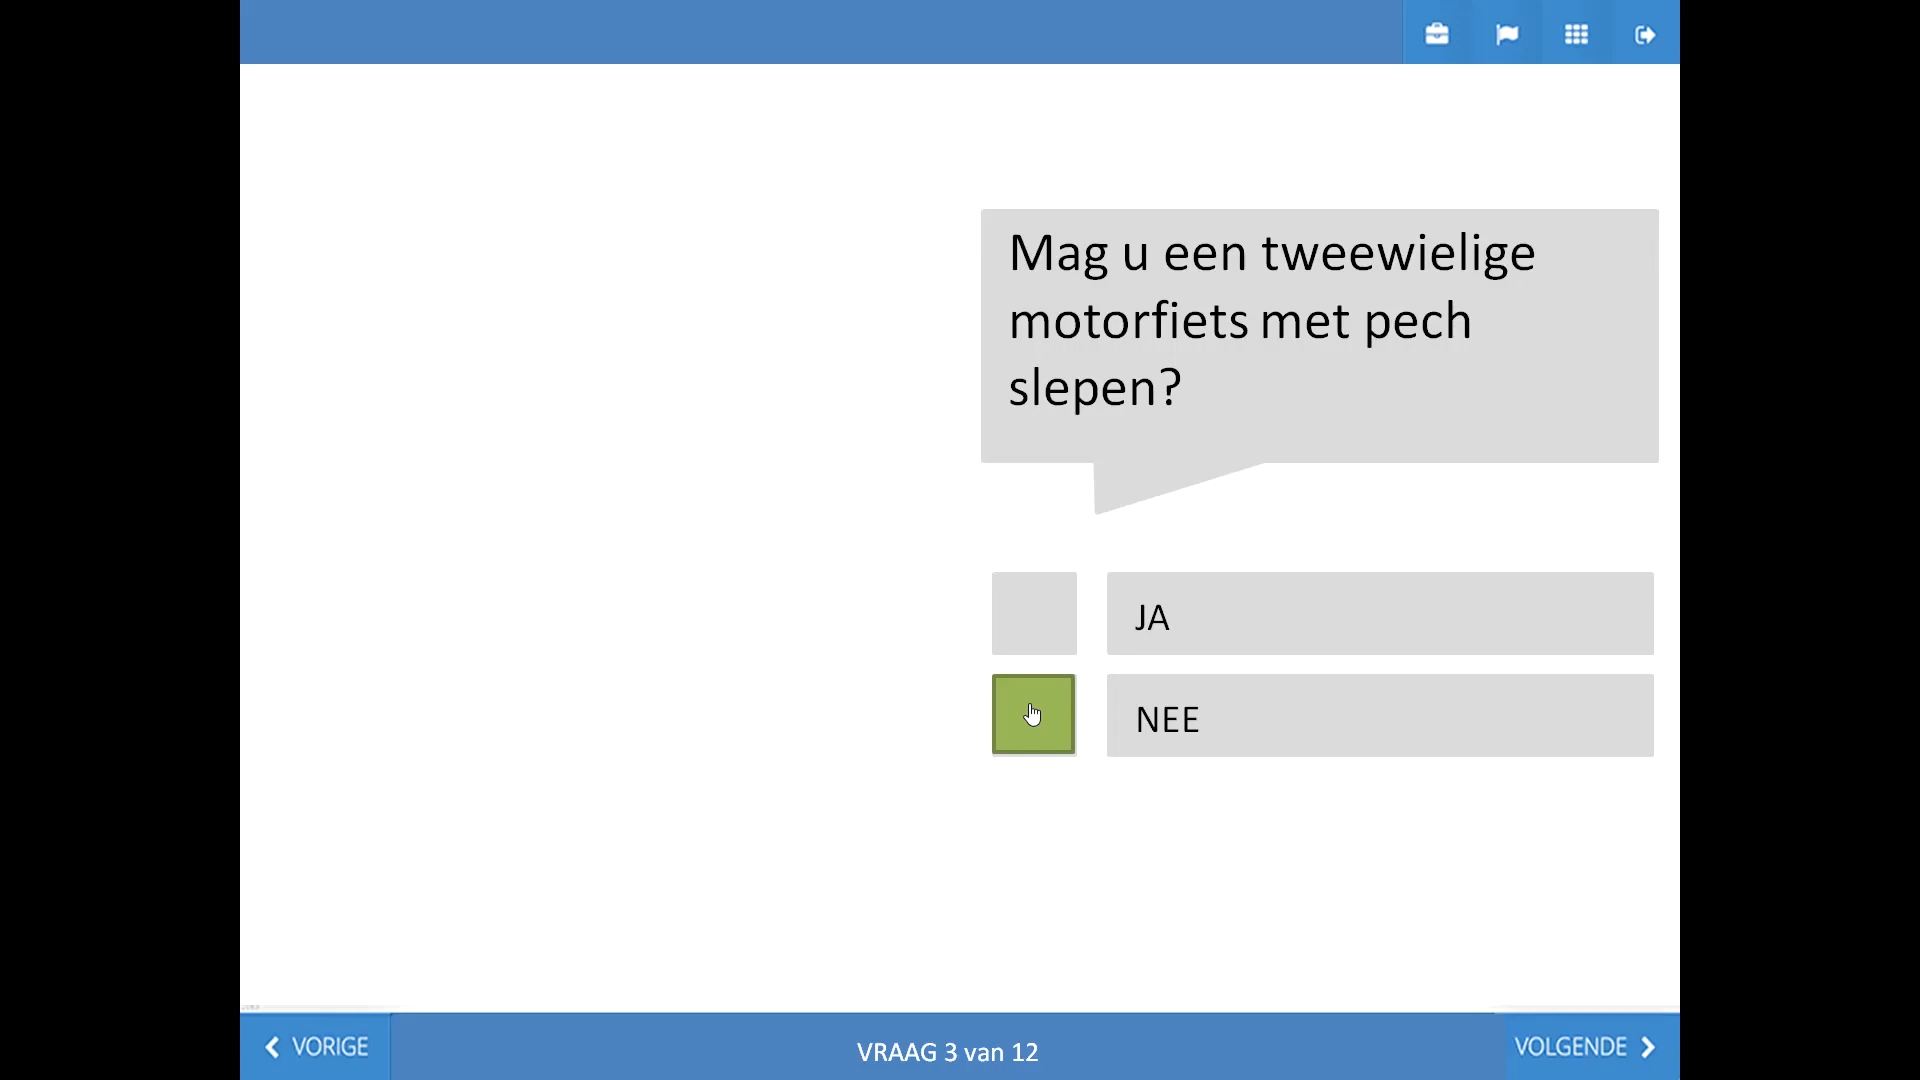 Mag u een tweewielige
motorfiets met pech
slepen?
JA
NEE
VORIGE
VRAAG 3 van 12
VOLGENDE